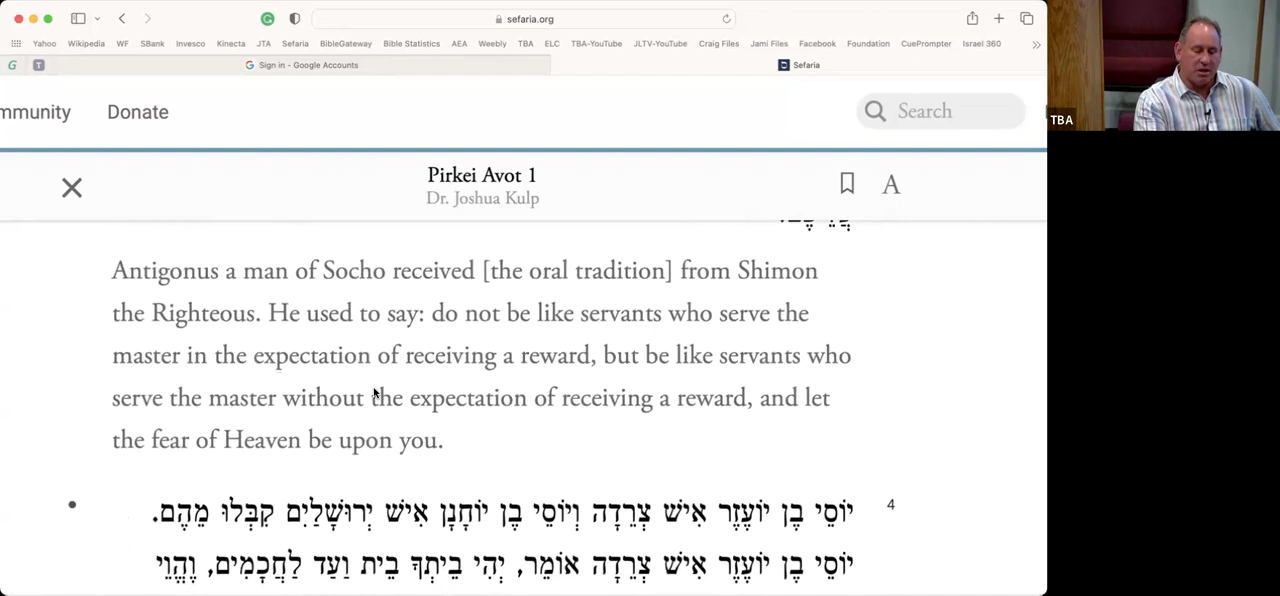 sefaria.org
Yahoo Wikipedia WF SBank Invesco Kinecta JTA Sefaria BibleGateway Bible Statistics AEA Weebly TBA ELC TBA-YouTube JLTV-YouTube Craig Files Jami Files Facebook Foundation CuePrompter Israel 360 »
G T G Sign in - Google Accounts Sefaria
mmunity Donate Search
Pirkei Avot 1 A
Dr. Joshua Kulp
Antigonus a man of Socho received [the oral tradition] from Shimon
the Righteous. He used to say: do not be like servants who serve the
master in the expectation of receiving a reward, but be like servants who
serve the master without the expectation of receiving a reward, and let
the fear of Heaven be upon you.
4
יוֹסֵי בֶן יוֹעֶזֶר אִישׁ צְרֵדָה וְיוֹסֵי בֶן יוֹחָנָן אִישׁ יְרוּשָׁלַיִם קִבְּלוּ מֵהֶם.
יוֹסֵי בֶן יוֹעֶזֶר אִישׁ צְרֵדָה אוֹמֵר, יְהִי בֵיתְךָ בֵית וַעַד לַחֲכָמִים, וֶהֱוֵי
TBA